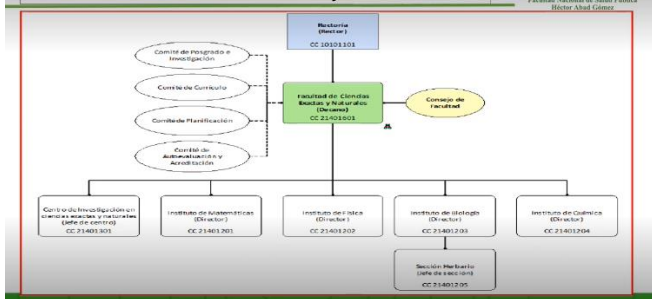 Facultad Nacional de Salud Pública
Héctor Abad Gómez
Rectoría
(Rector)
CC 10101101
Comité de Posgrado e
Investigación
Comité de Currículo
Comité de Planificación
Comité de
Autoevaluación y
Acreditación
Facultad de Ciencias
Exactas y Naturales
(Decano)
CC 21401601
Consejo de
Facultad
Centro de Investigación en
ciencias exactas y naturales
(Jefe de centro)
CC 21401301
Instituto de Matemáticas
(Director)
CC 21401201
Instituto de Física
(Director)
CC 21401202
Instituto de Biología
(Director)
CC 21401203
Instituto de Química
(Director)
CC 21401204
Sección Herbario
(Jefe de sección)
CC 21401205